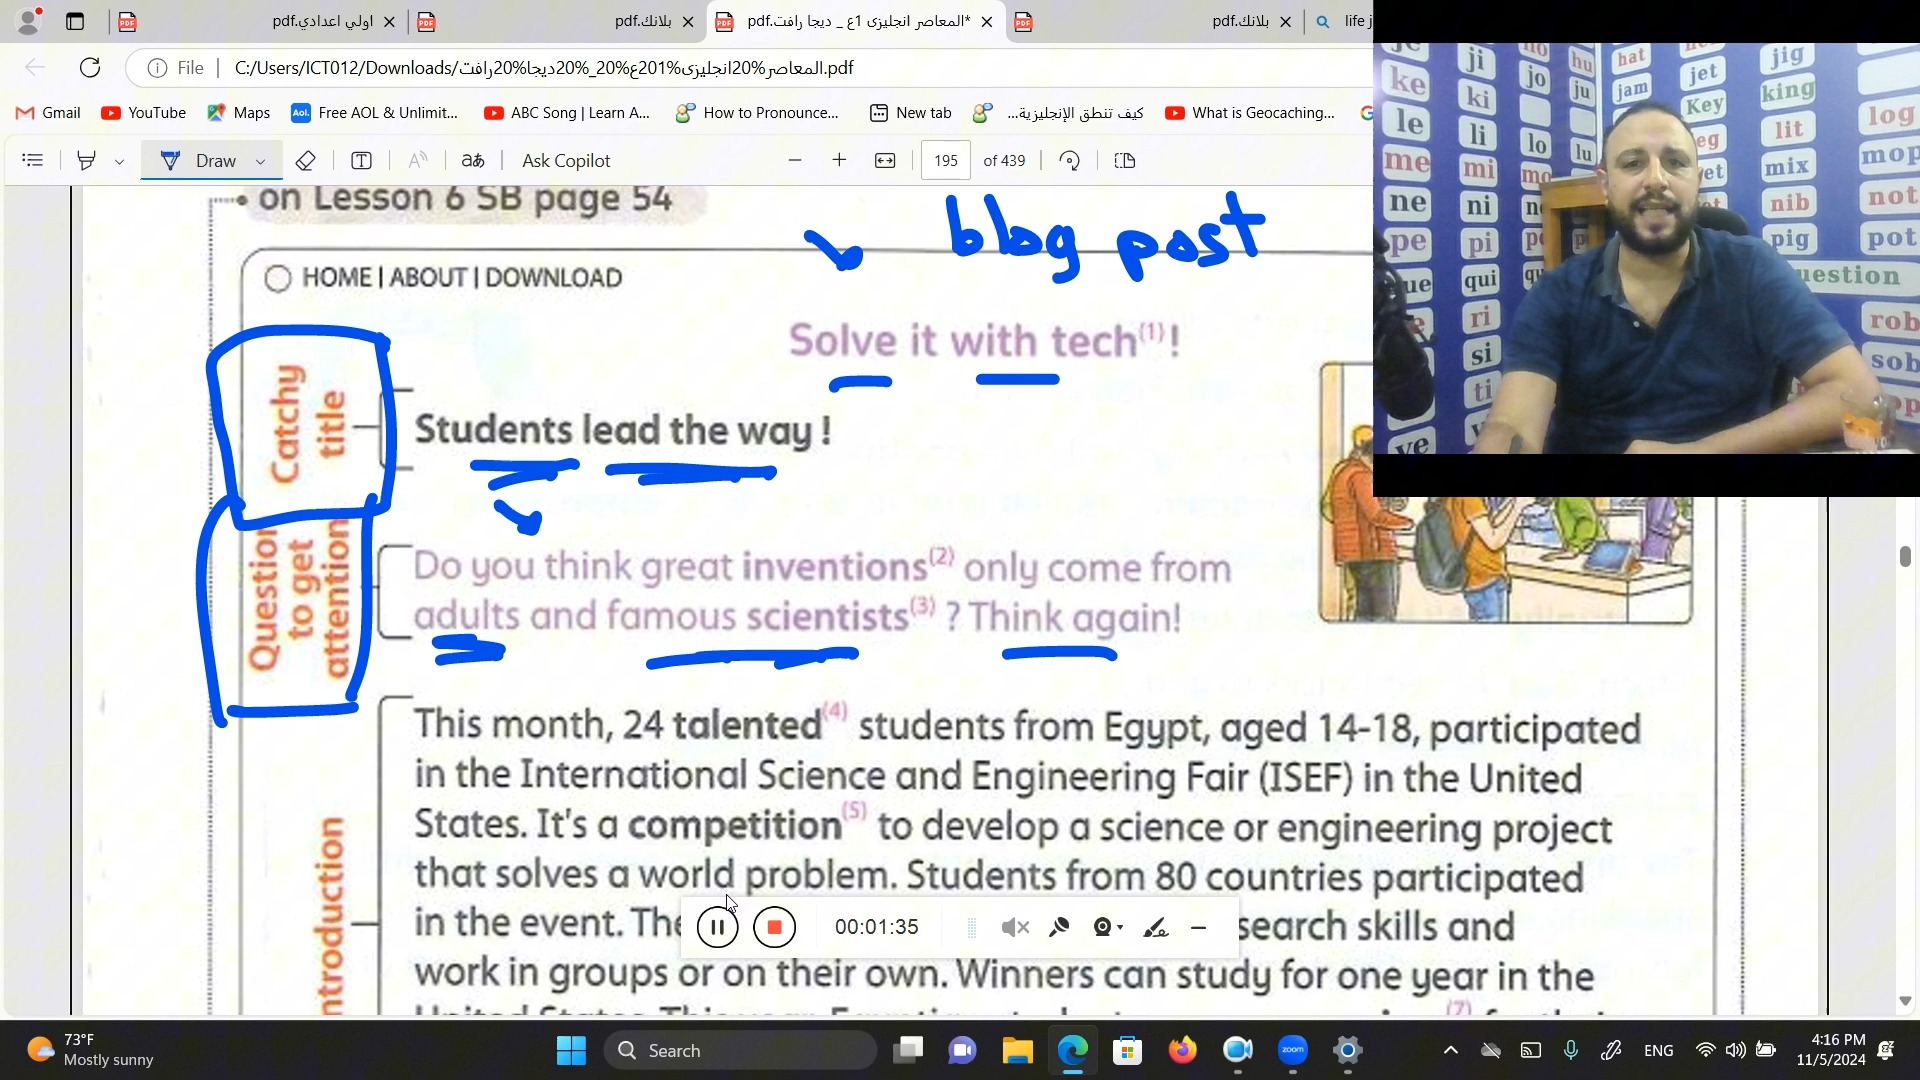 اولي اعدادي.pdf
بلانك.pdf
*المعاصر انجليزى 1ع _ ديجا رافت.pdf
بلانك.pdf
life j
File
C:/Users/ICT012/Downloads/المعاصر%20انجليزى%201ع%20_%20ديجا%20رافت.pdf
Gmail
YouTube
Maps
Free AOL & Unlimit...
ABC Song | Learn A...
How to Pronounce...
New tab
كيف تنطق الإنجليزية...
What is Geocaching...
Draw
Ask Copilot
195 of 439
on Lesson 6 SB page 54
blog post
HOME | ABOUT | DOWNLOAD
Solve it with tech(1)!
Catchy title
Students lead the way !
Question to get attention
Do you think great inventions(2) only come from
adults and famous scientists(3) ? Think again!
This month, 24 talented(4) students from Egypt, aged 14-18, participated
in the International Science and Engineering Fair (ISEF) in the United
States. It's a competition(5) to develop a science or engineering project
that solves a world problem. Students from 80 countries participated
in the event. The
search skills and
work in groups or on their own. Winners can study for one year in the
00:01:35
ke
le
me
ne
pe
ji
ki
li
mi
ni
pi
qui
ri
si
ti
jo
lo
ju
lu
hat
jam
jet
Key
jig
king
lit
mix
nib
pig
log
mop
not
pot
rob
sob
73°F
Mostly sunny
Search
zoom
ENG
4:16 PM
11/5/2024